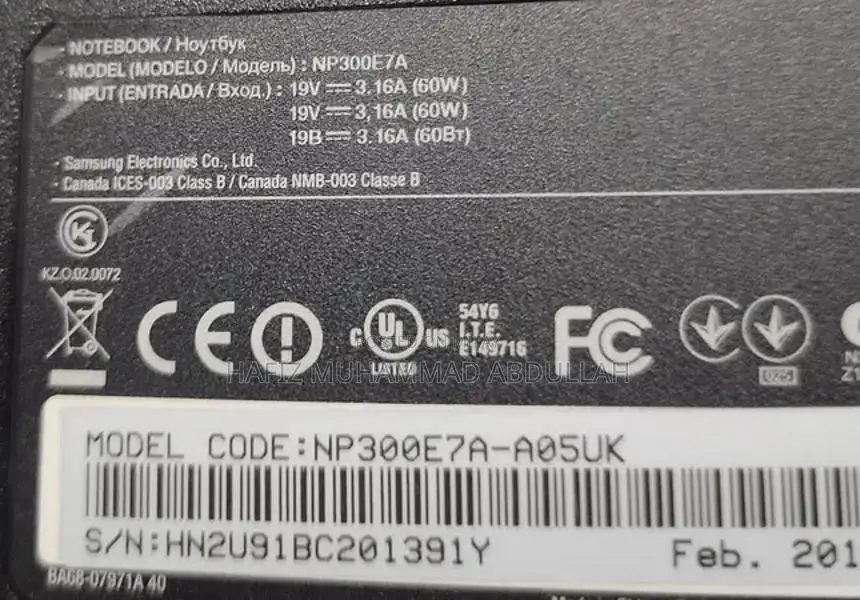 - NOTEBOOK / Ноутбук
- MODEL (MODELO / Модель) : NP300E7A
- INPUT (ENTRADA / Вход.) : 19V ⎓ 3.16A (60W)
19V ⎓ 3,16A (60W)
19В ⎓ 3.16A (60Вт)
- Samsung Electronics Co., Ltd.
- Canada ICES-003 Class B / Canada NMB-003 Classe B
KZ.O.02.0072
CE
C UL US
LISTED
54Y6
I.T.E.
E149716
FC
025
HAFIZ MUHAMMAD ABDULLAH
MODEL CODE:NP300E7A-A05UK
S/N:HN2U91BC201391Y Feb. 201
BA68-07971A 40